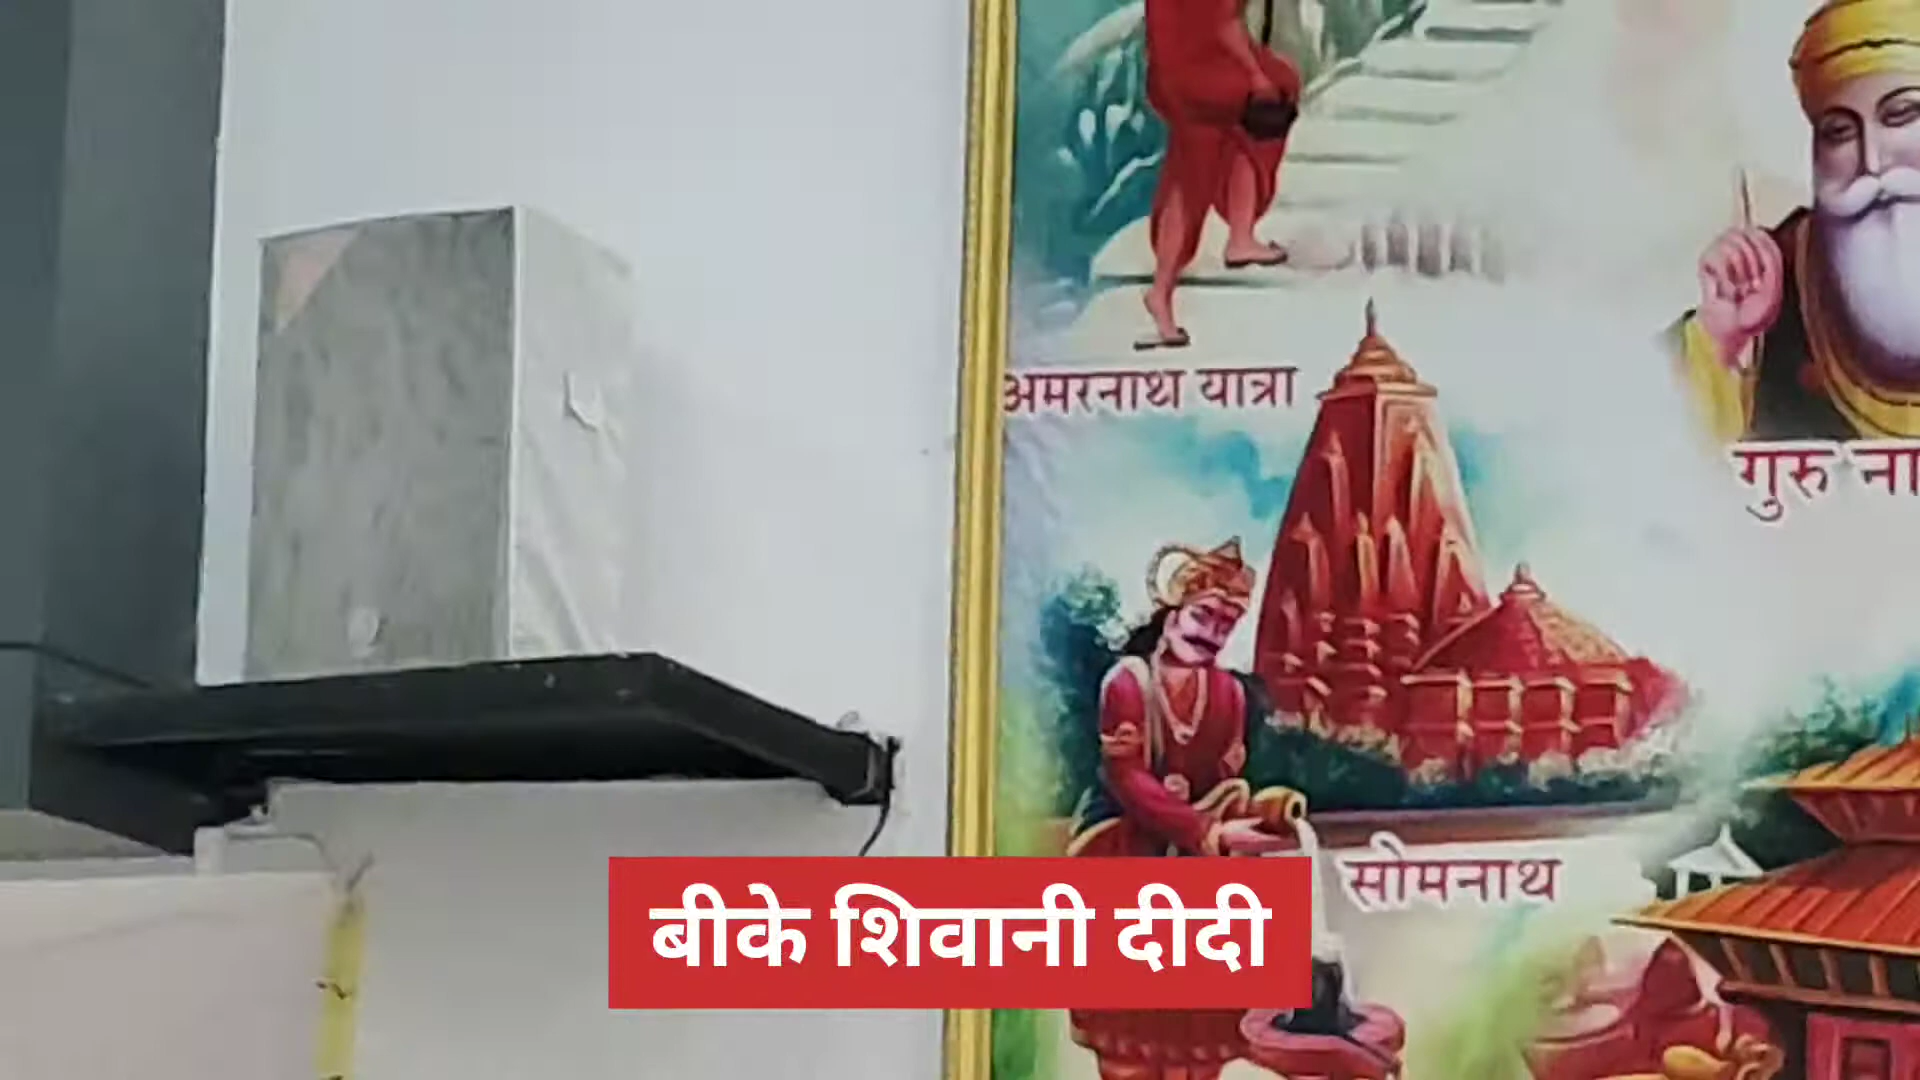 अमरनाथ यात्रा
गुरु
सोमनाथ
बीके शिवानी दीदी